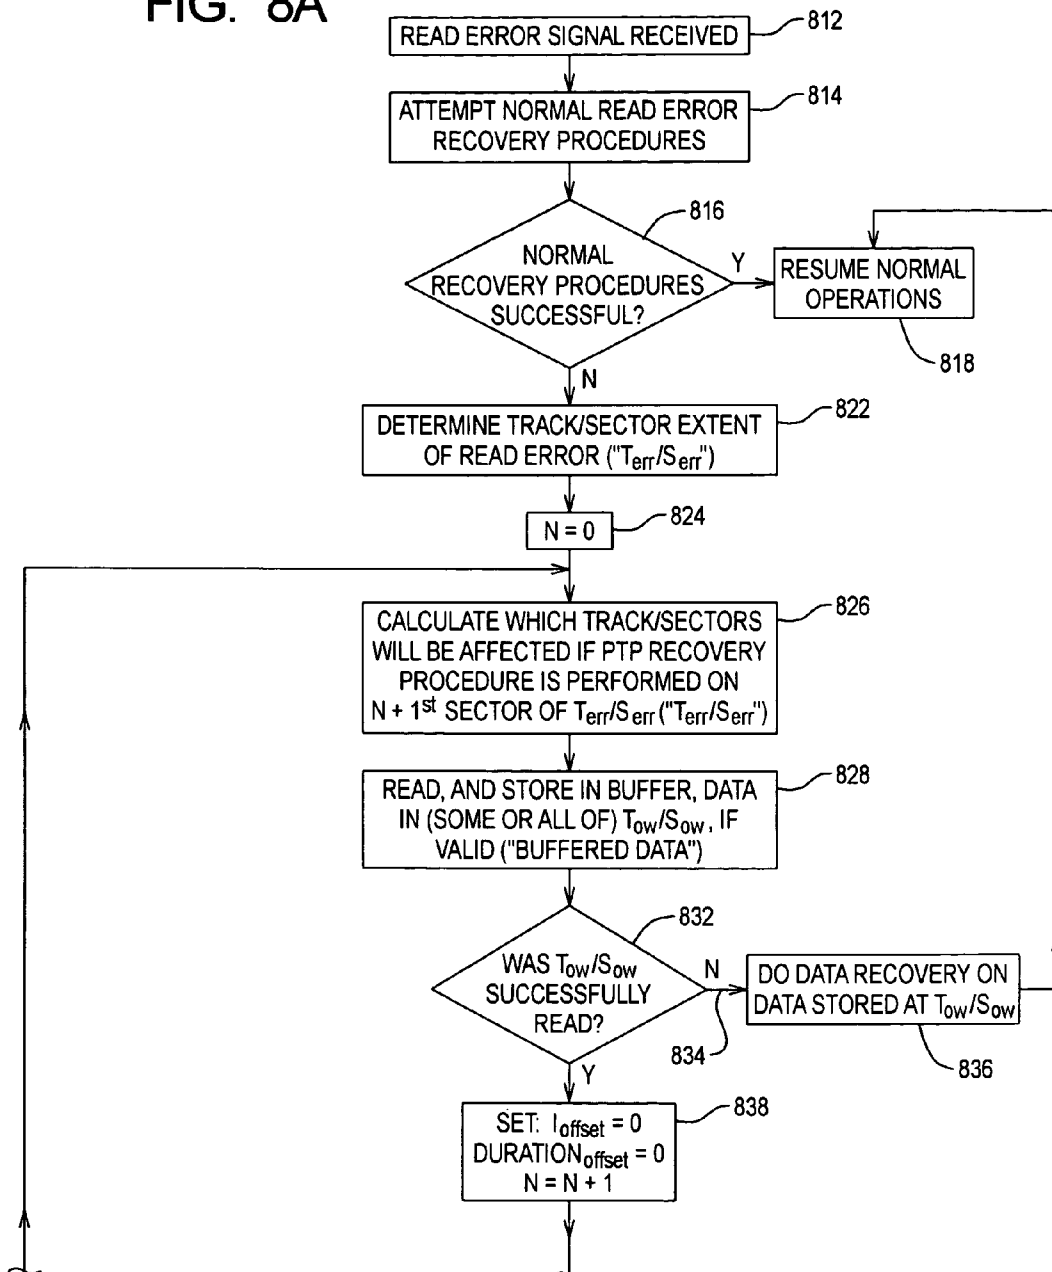 FIG. 8A
READ ERROR SIGNAL RECEIVED
812
ATTEMPT NORMAL READ ERROR
RECOVERY PROCEDURES
814
816
NORMAL
RECOVERY PROCEDURES
SUCCESSFUL?
Y
RESUME NORMAL
OPERATIONS
818
N
DETERMINE TRACK/SECTOR EXTENT
OF READ ERROR ("Terr/Serr")
822
N = 0
824
CALCULATE WHICH TRACK/SECTORS
WILL BE AFFECTED IF PTP RECOVERY
PROCEDURE IS PERFORMED ON
N + 1st SECTOR OF Terr/Serr ("Terr/Serr")
826
READ, AND STORE IN BUFFER, DATA
IN (SOME OR ALL OF) Tow/Sow, IF
VALID ("BUFFERED DATA")
828
832
WAS Tow/Sow
SUCCESSFULLY
READ?
N
834
DO DATA RECOVERY ON
DATA STORED AT Tow/Sow
836
Y
SET: Ioffset = 0
DURATIONoffset = 0
N = N + 1
838